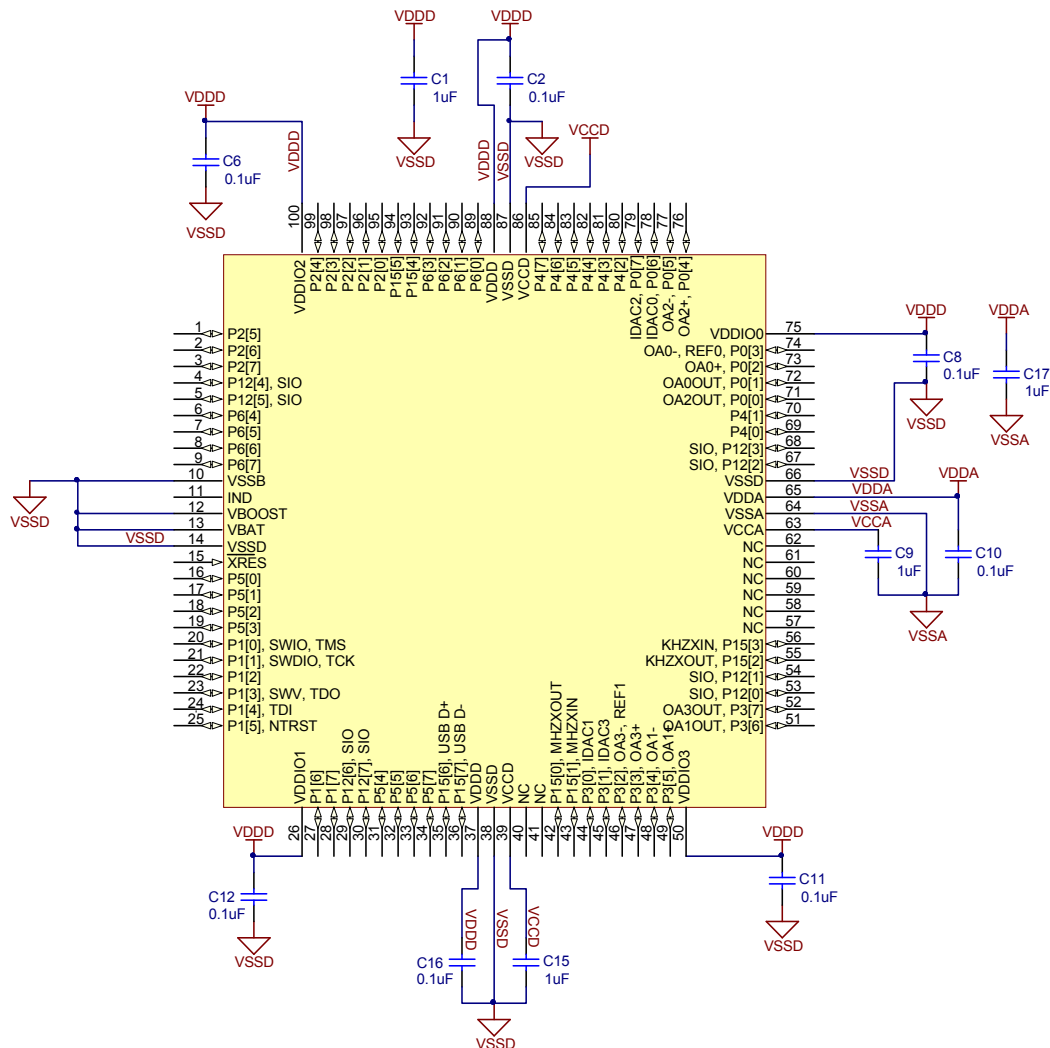 VDDD
VDDD
C1
1uF
C2
0.1uF
VDDD
VCCD
C6
0.1uF
VDDD
VDDD
VSSD
VSSD
VSSD
VSSD
100
99
98
97
96
95
94
93
92
91
90
89
88
87
86
85
84
83
82
81
80
79
78
77
76
VDDIO2
P2[4]
P2[3]
P2[2]
P2[1]
P2[0]
P15[5]
P15[4]
P6[3]
P6[2]
P6[1]
P6[0]
VDDD
VSSD
VCCD
P4[7]
P4[6]
P4[5]
P4[4]
P4[3]
P4[2]
IDAC2, P0[7]
IDAC0, P0[6]
OA2-, P0[5]
OA2+, P0[4]
1 P2[5]
2 P2[6]
3 P2[7]
4 P12[4], SIO
5 P12[5], SIO
6 P6[4]
7 P6[5]
8 P6[6]
9 P6[7]
10 VSSB
11 IND
12 VBOOST
13 VBAT
VSSD 14 VSSD
15 XRES
16 P5[0]
17 P5[1]
18 P5[2]
19 P5[3]
20 P1[0], SWIO, TMS
21 P1[1], SWDIO, TCK
22 P1[2]
23 P1[3], SWV, TDO
24 P1[4], TDI
25 P1[5], NTRST
VSSD
VDDIO0 75
OA0-, REF0, P0[3] 74
OA0+, P0[2] 73
OA0OUT, P0[1] 72
OA2OUT, P0[0] 71
P4[1] 70
P4[0] 69
SIO, P12[3] 68
SIO, P12[2] 67
VSSD 66 VSSD
VDDA 65 VDDA
VSSA 64 VSSA
VCCA 63 VCCA
NC 62
NC 61
NC 60
NC 59
NC 58
NC 57
KHZXIN, P15[3] 56
KHZXOUT, P15[2] 55
SIO, P12[1] 54
SIO, P12[0] 53
OA3OUT, P3[7] 52
OA1OUT, P3[6] 51
VDDD
C8
0.1uF
VSSD
VDDA
C17
1uF
VSSA
VDDA
C9
1uF
C10
0.1uF
VSSA
VDDIO1
P1[6]
P1[7]
P12[6], SIO
P12[7], SIO
P5[4]
P5[5]
P5[6]
P5[7]
P15[6], USB D+
P15[7], USB D-
VDDD
VSSD
VCCD
NC
NC
P15[0], MHZXOUT
P15[1], MHZXIN
P3[0], IDAC1
P3[1], IDAC3
P3[2], OA3-, REF1
P3[3], OA3+
P3[4], OA1-
P3[5], OA1+
VDDIO3
26
27
28
29
30
31
32
33
34
35
36
37
38
39
40
41
42
43
44
45
46
47
48
49
50
VDDD
C12
0.1uF
VSSD
VDDD
VSSD
VCCD
C16
0.1uF
C15
1uF
VSSD
VDDD
C11
0.1uF
VSSD